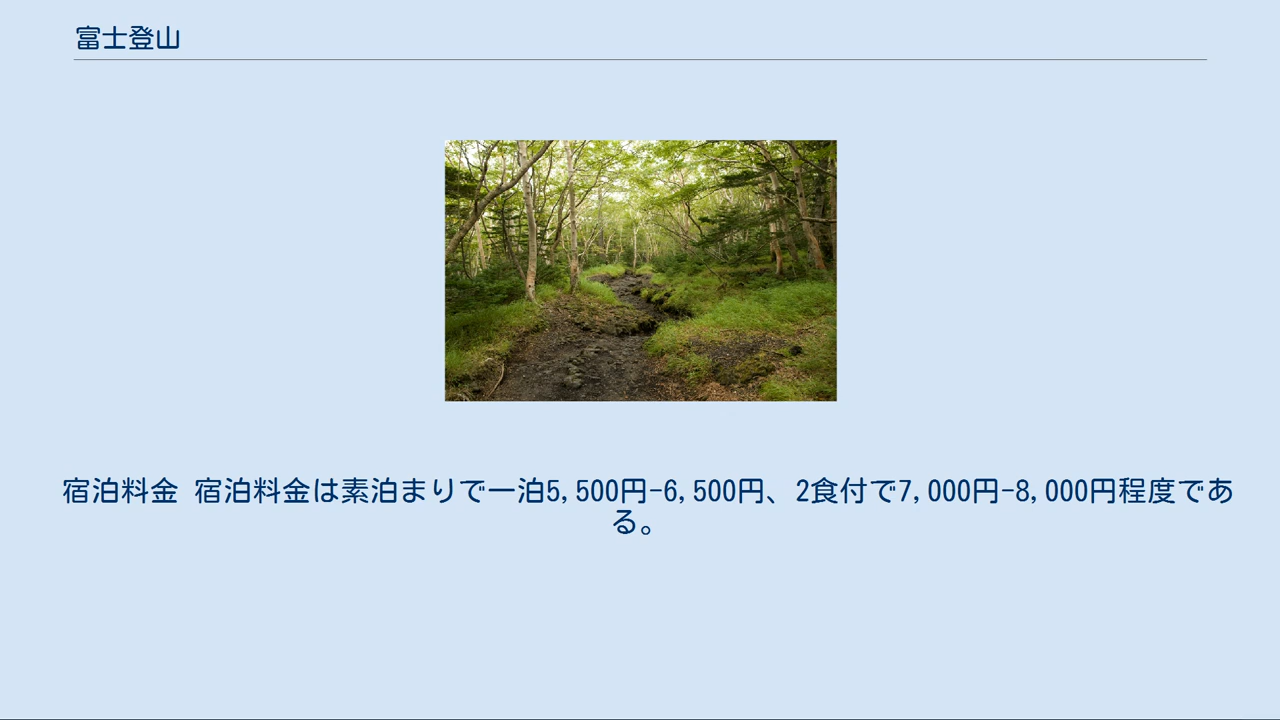 富士登山
宿泊料金 宿泊料金は素泊まりで一泊5,500円-6,500円、2食付で7,000円-8,000円程度であ
る。